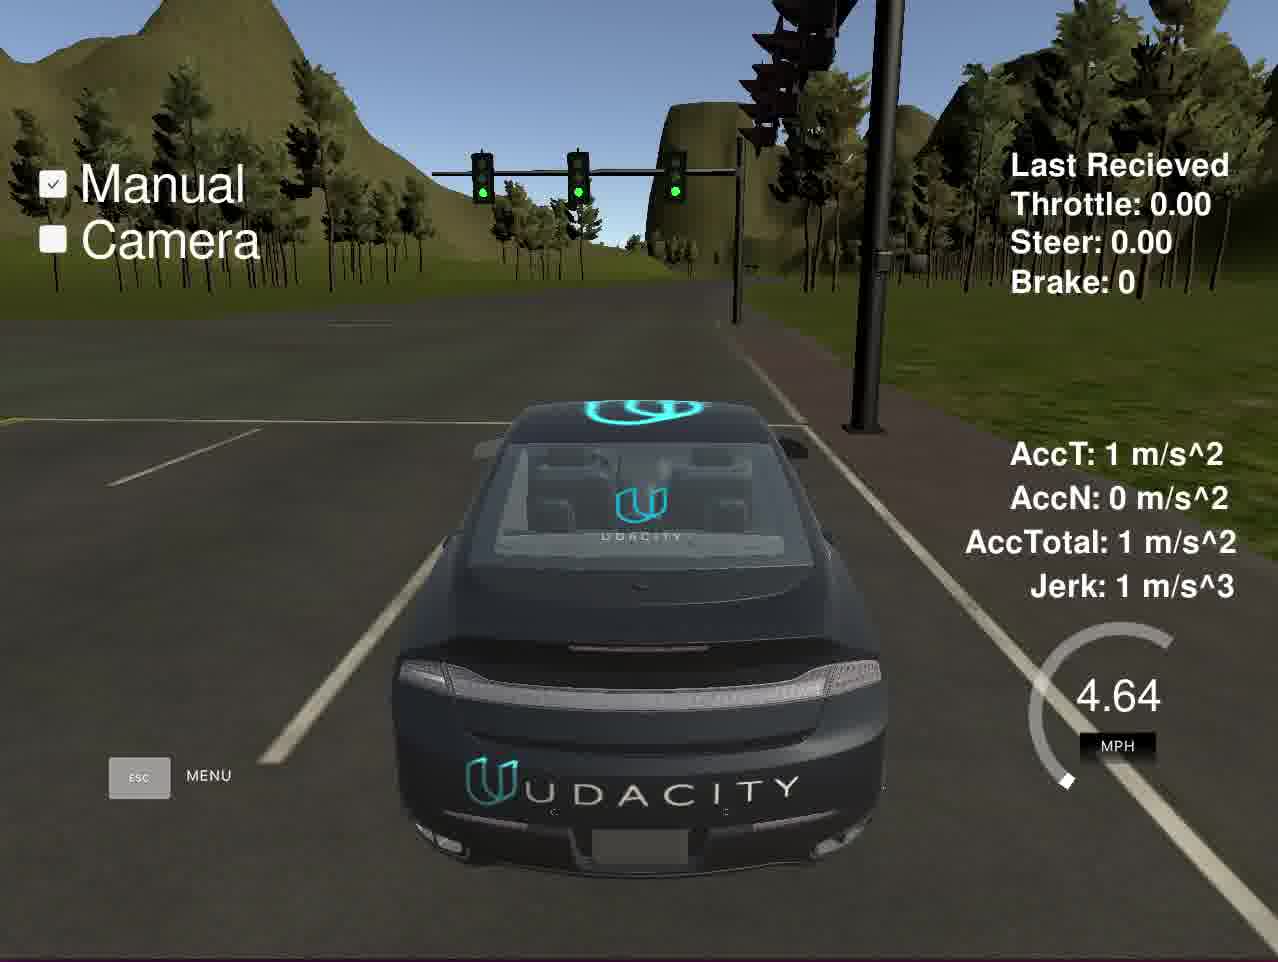 Manual
Camera
Last Recieved
Throttle: 0.00
Steer: 0.00
Brake: 0
AccT: 1 m/s^2
AccN: 0 m/s^2
AccTotal: 1 m/s^2
Jerk: 1 m/s^3
UDACITY
4.64
MPH
ESC MENU
UDACITY